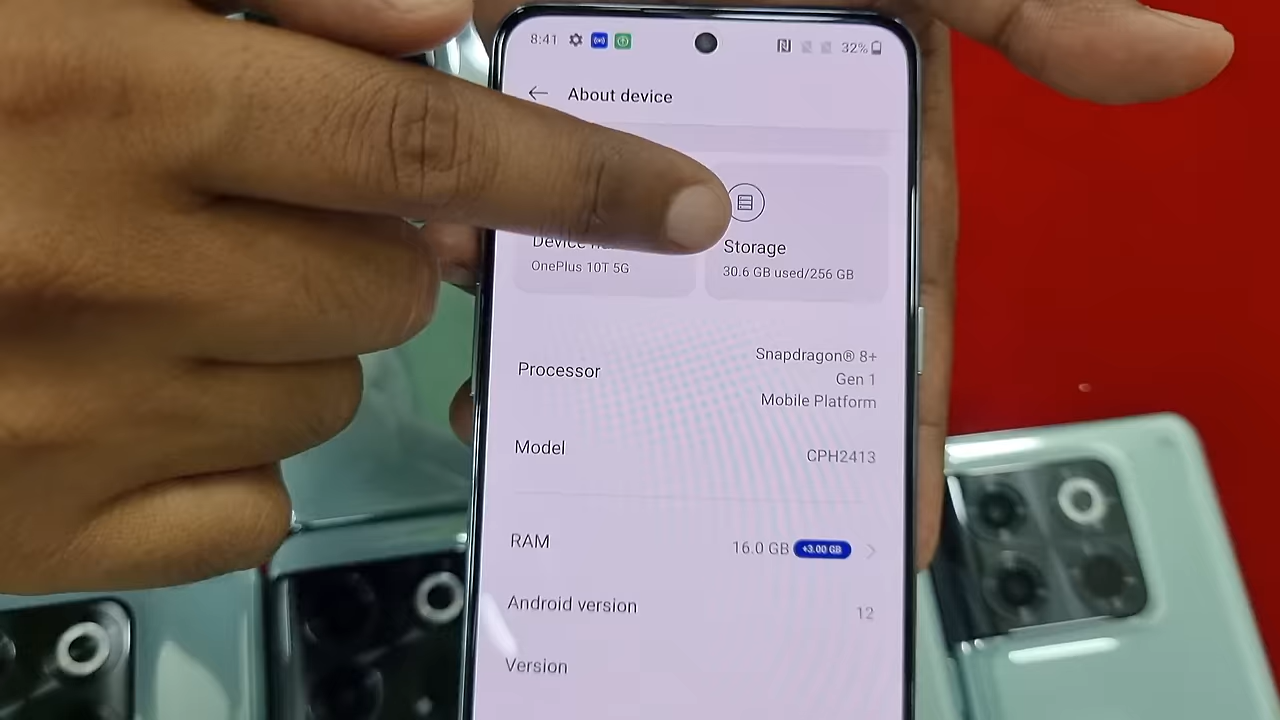 8:41
32%
About device
Device
OnePlus 10T 5G
Storage
30.6 GB used/256 GB
Processor
Snapdragon® 8+
Gen 1
Mobile Platform
Model
CPH2413
RAM
16.0 GB +3.00 GB
Android version
12
Version